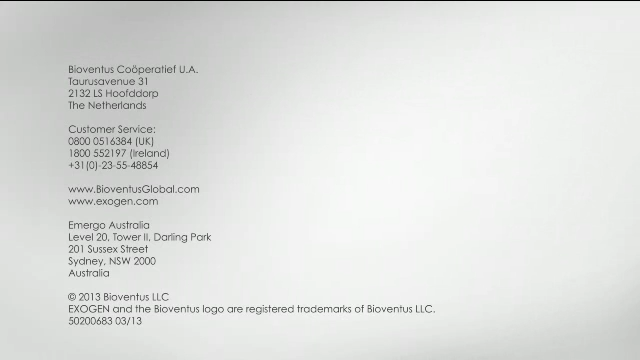 Bioventus Coöperatief U.A.
Taurusavenue 31
2132 LS Hoofddorp
The Netherlands
Customer Service:
0800 0516384 (UK)
1800 552197 (Ireland)
+31(0)-23-55-48854
www.BioventusGlobal.com
www.exogen.com
Emergo Australia
Level 20, Tower II, Darling Park
201 Sussex Street
Sydney, NSW 2000
Australia
© 2013 Bioventus LLC
EXOGEN and the Bioventus logo are registered trademarks of Bioventus LLC.
50200683 03/13